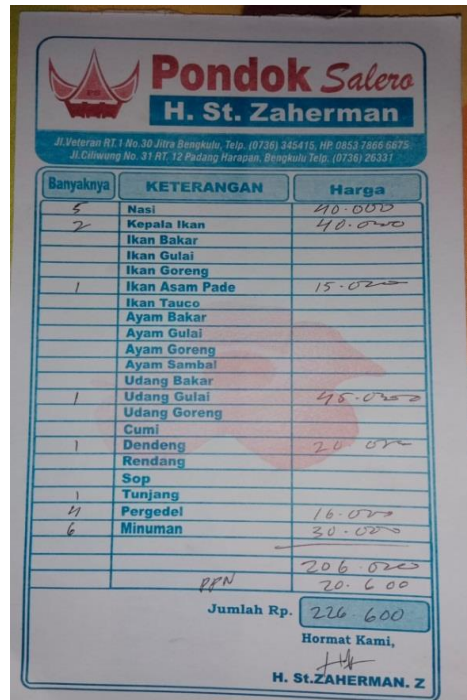 PS
Pondok Salero
H. St. Zaherman
Jl.Veteran RT.1 No.30 Jitra Bengkulu, Telp. (0736) 345415, HP. 0853 7866 6675
Jl.Ciliwung No. 31 RT. 12 Padang Harapan, Bengkulu Telp. (0736) 26331
Banyaknya KETERANGAN Harga
5 Nasi 40.000
2 Kepala Ikan 40.000
Ikan Bakar
Ikan Gulai
Ikan Goreng
1 Ikan Asam Pade 15.000
Ikan Tauco
Ayam Bakar
Ayam Gulai
Ayam Goreng
Ayam Sambal
Udang Bakar
1 Udang Gulai 45.000
Udang Goreng
Cumi
1 Dendeng 20.000
Rendang
Sop
1 Tunjang
4 Pergedel 16.000
6 Minuman 30.000
206.000
PPN 20.600
Jumlah Rp. 226.600
Hormat Kami,
H. St.ZAHERMAN. Z